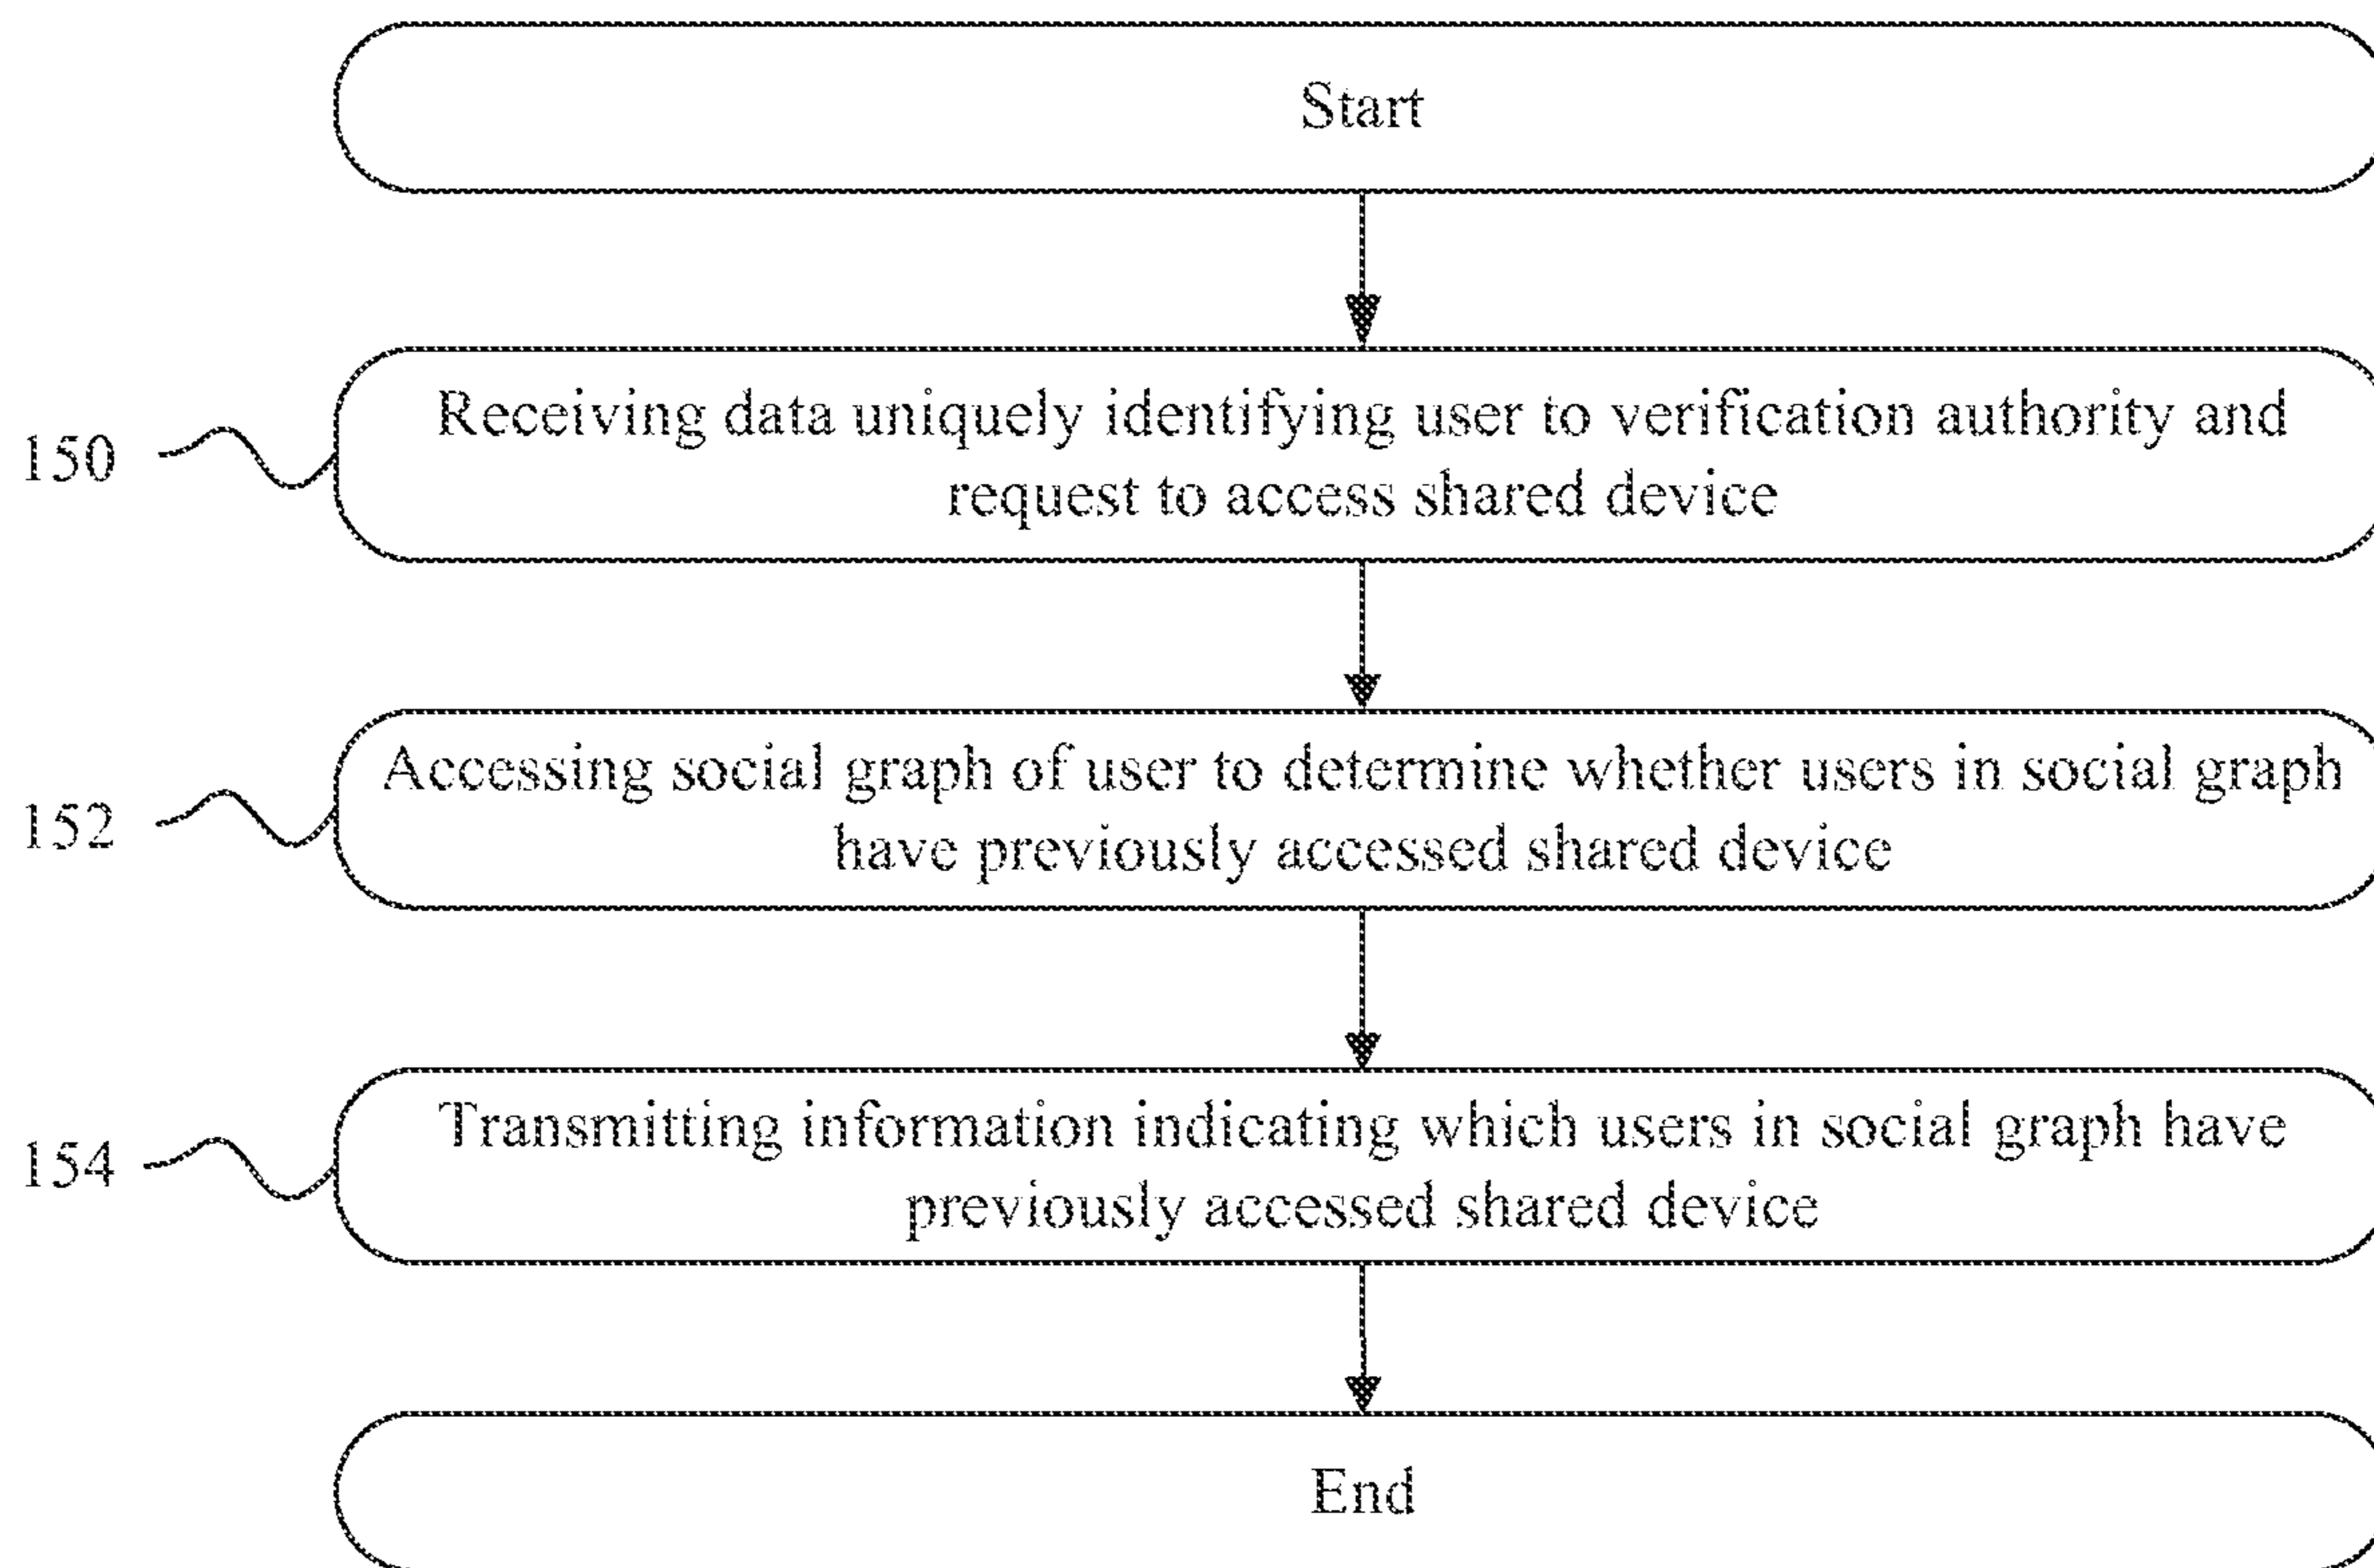 Start
150
Receiving data uniquely identifying user to verification authority and
request to access shared device
152
Accessing social graph of user to determine whether users in social graph
have previously accessed shared device
154
Transmitting information indicating which users in social graph have
previously accessed shared device
End